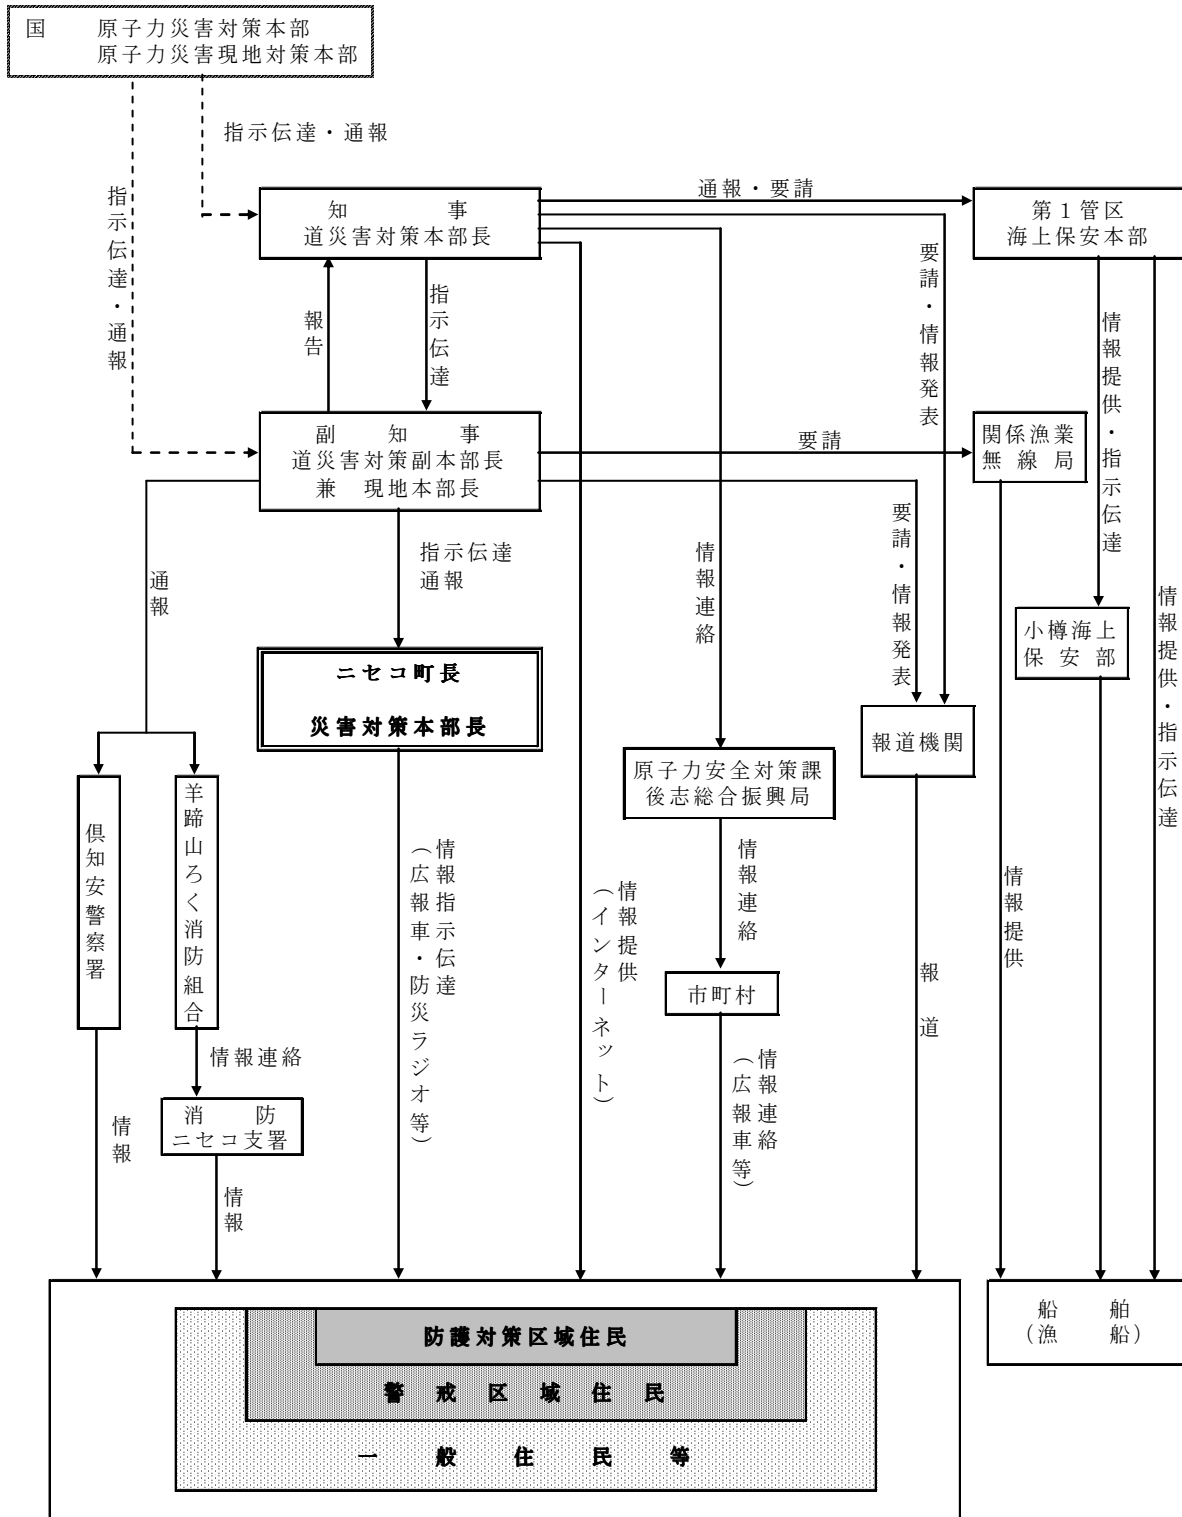 国　原子力災害対策本部
原子力災害現地対策本部
指示伝達・通報
指示伝達・通報
知　事
道災害対策本部長
通報・要請
第１管区
海上保安本部
要請・情報発表
報告
指示伝達
情報提供・指示伝達
情報提供・指示伝達
副　知　事
道災害対策副本部長
兼　現地本部長
要請
関係漁業
無線局
通報
指示伝達
通報
情報連絡
要請・情報発表
小樽海上
保安部
ニセコ町長
災害対策本部長
報道機関
原子力安全対策課
後志総合振興局
倶知安警察署
羊蹄山ろく消防組合
情報指示伝達
（広報車・防災ラジオ等）
情報提供
（インターネット）
情報連絡
情報提供
市町村
報道
情報連絡
情報連絡
（広報車等）
消　防
ニセコ支署
情報
情報
防護対策区域住民
警戒区域住民
一般住民等
船　舶
（漁　船）